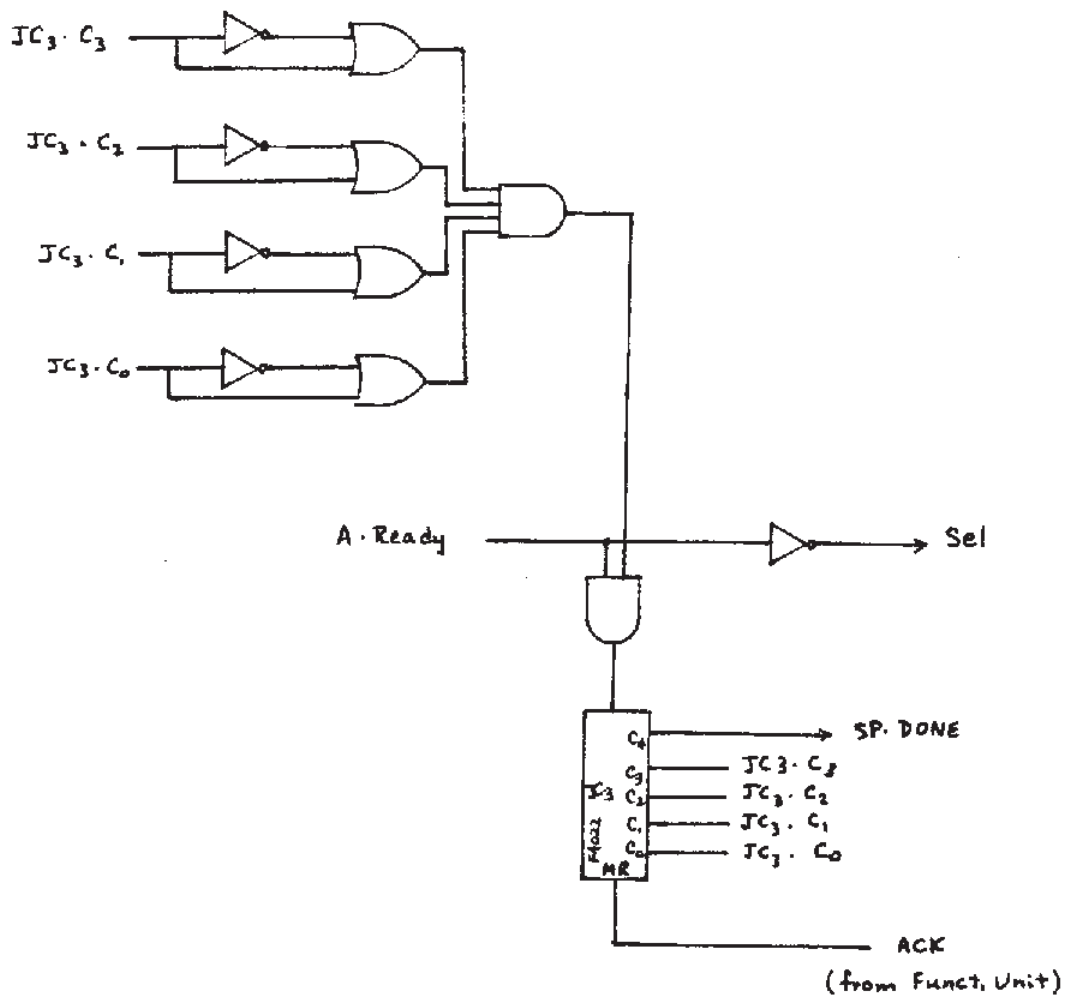 JC₃ · C₃
JC₃ · C₂
JC₃ · C₁
JC₃ · C₀
A · Ready
Sel
C₄
SP. DONE
C₃
JC3 · C₃
JC₃
C₂
JC₃ · C₂
C₁
JC₃ · C₁
F4022
C₀
JC₃ · C₀
MR
ACK
(from Funct. Unit)